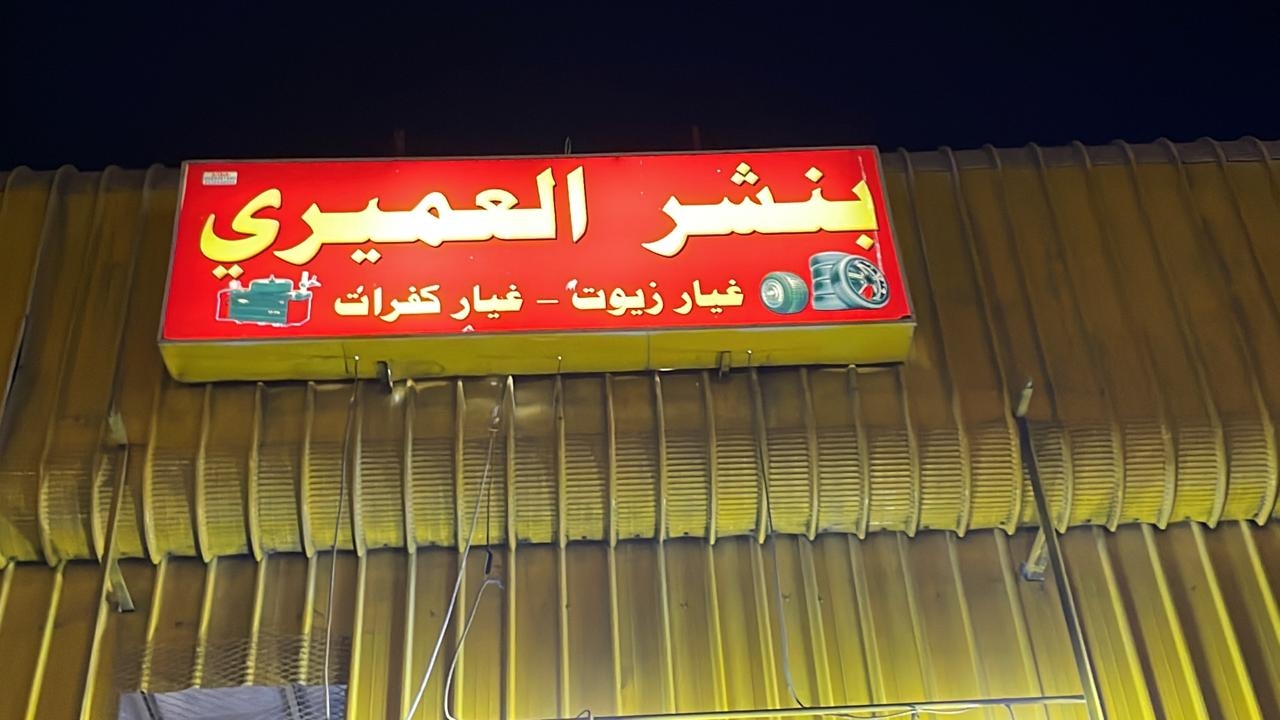 بنشر العميري
غيار زيوت - غيار كفرات